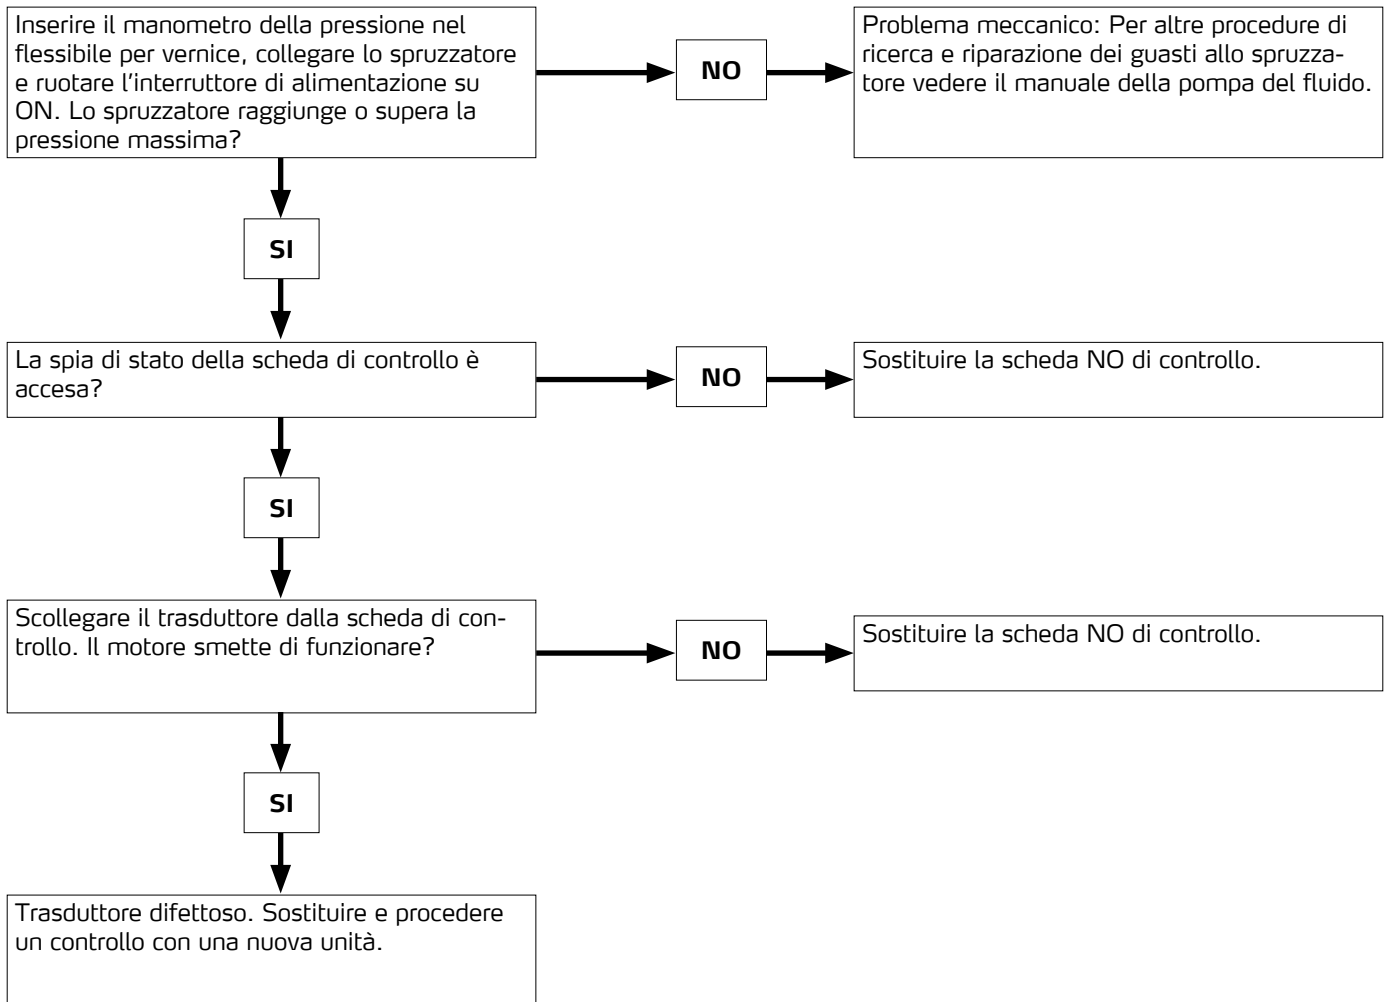 Inserire il manometro della pressione nel
flessibile per vernice, collegare lo spruzzatore
e ruotare l'interruttore di alimentazione su
ON. Lo spruzzatore raggiunge o supera la
pressione massima?
NO
Problema meccanico: Per altre procedure di
ricerca e riparazione dei guasti allo spruzza-
tore vedere il manuale della pompa del fluido.
SI
La spia di stato della scheda di controllo è
accesa?
NO
Sostituire la scheda NO di controllo.
SI
Scollegare il trasduttore dalla scheda di con-
trollo. Il motore smette di funzionare?
NO
Sostituire la scheda NO di controllo.
SI
Trasduttore difettoso. Sostituire e procedere
un controllo con una nuova unità.